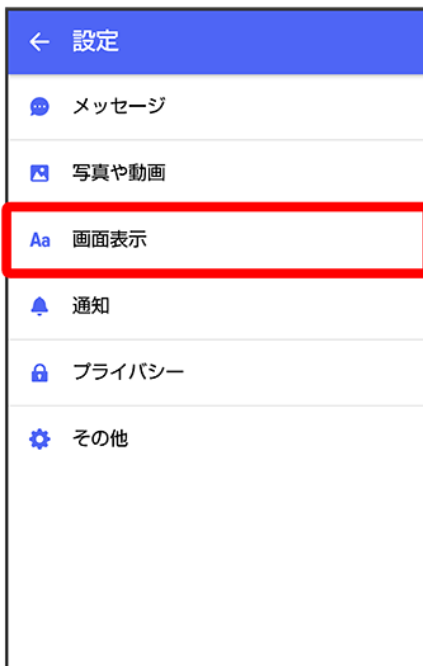 設定
メッセージ
写真や動画
Aa 画面表示
通知
プライバシー
その他